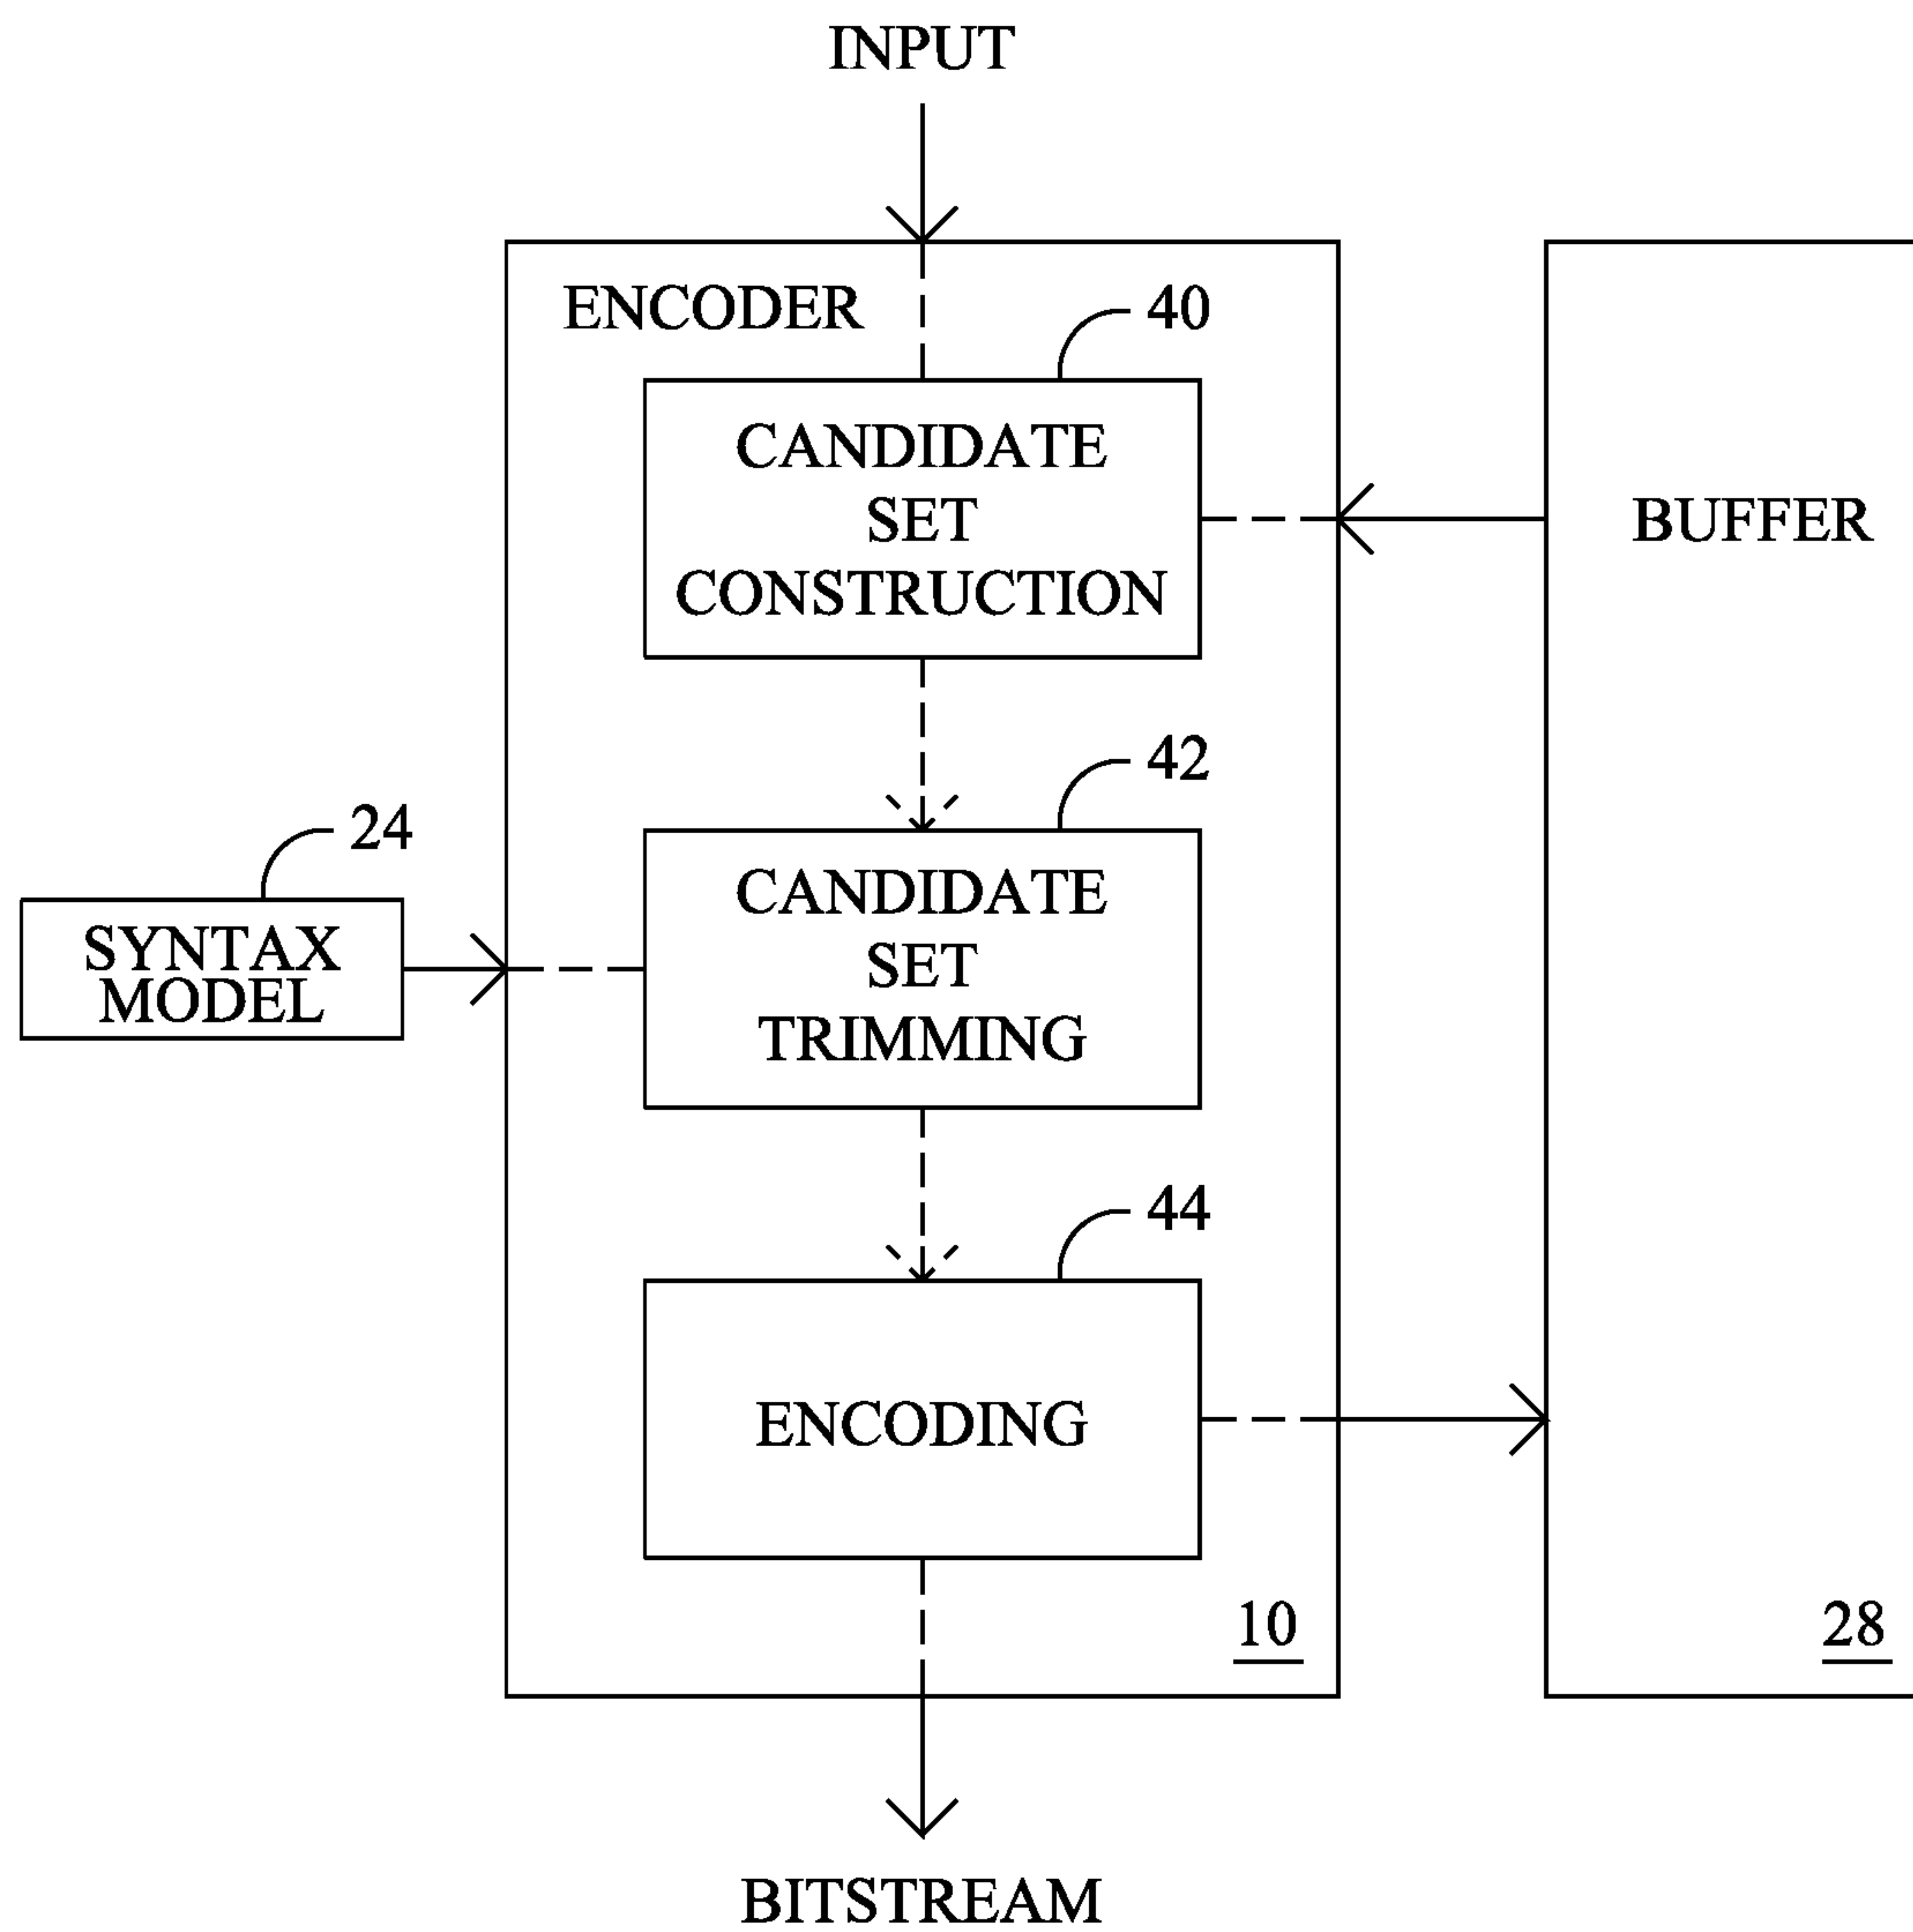 INPUT
ENCODER
40
CANDIDATE
SET
CONSTRUCTION
BUFFER
42
24
SYNTAX
MODEL
CANDIDATE
SET
TRIMMING
44
ENCODING
10
28
BITSTREAM